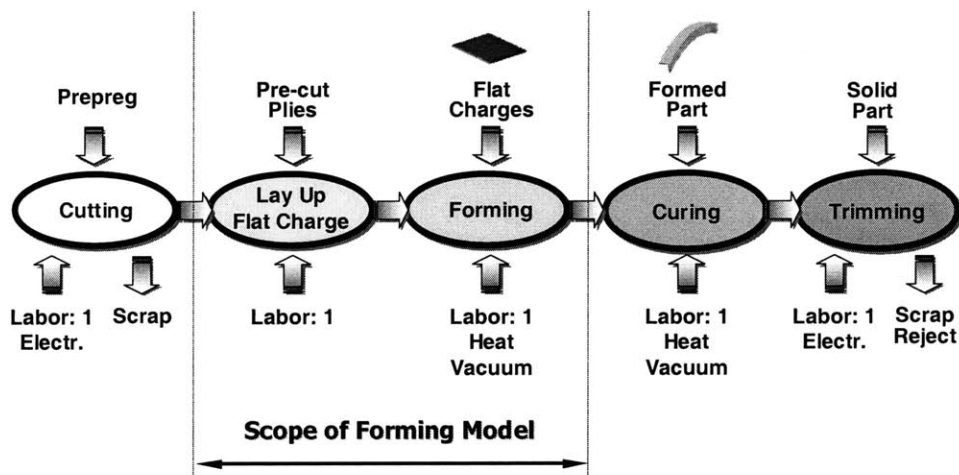 Prepreg
Pre-cut
Plies
Flat
Charges
Formed
Part
Solid
Part
Cutting
Lay Up
Flat Charge
Forming
Curing
Trimming
Labor: 1
Electr.
Scrap
Labor: 1
Labor: 1
Heat
Vacuum
Labor: 1
Heat
Vacuum
Labor: 1
Electr.
Scrap
Reject
Scope of Forming Model